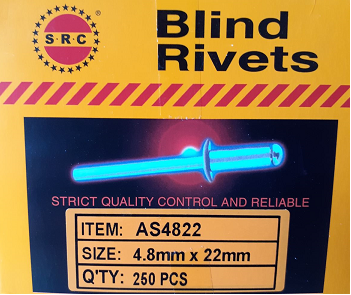 S·R·C
®
Blind
Rivets
STRICT QUALITY CONTROL AND RELIABLE
ITEM: AS4822
SIZE: 4.8mm x 22mm
Q'TY: 250 PCS